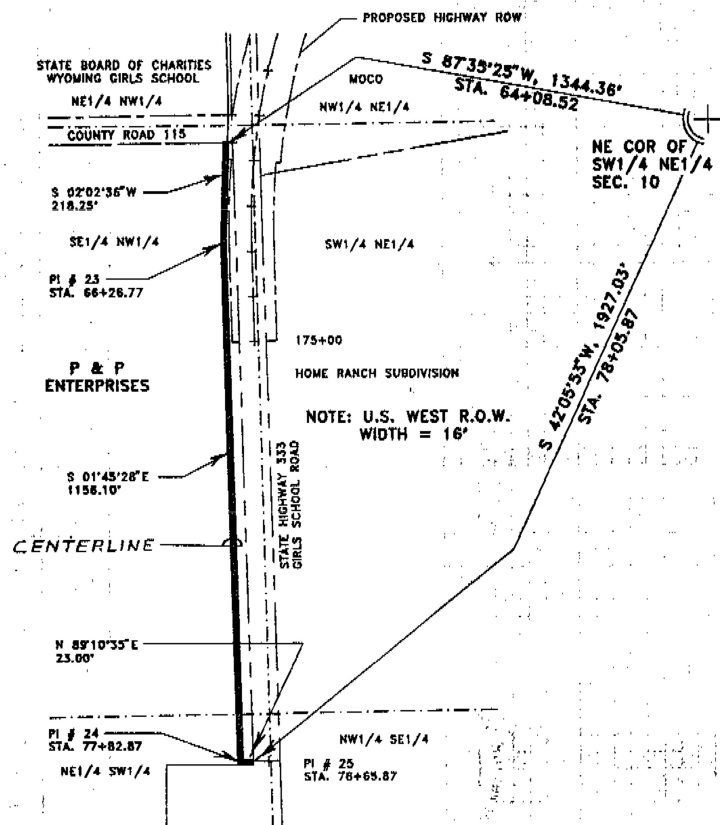 PROPOSED HIGHWAY ROW
STATE BOARD OF CHARITIES
WYOMING GIRLS SCHOOL
NE1/4 NW1/4
MOCO
NW1/4 NE1/4
S 87°35'25"W, 1344.36'
STA. 64+08.52
COUNTY ROAD 115
NE COR OF
SW1/4 NE1/4
SEC. 10
S 02°02'36"W
218.25'
SE1/4 NW1/4
SW1/4 NE1/4
PI # 23
STA. 66+26.77
175+00
P & P
ENTERPRISES
HOME RANCH SUBDIVISION
NOTE: U.S. WEST R.O.W.
WIDTH = 16'
S 42°05'53"W, 1927.03'
STA. 78+05.87
S 01°45'28"E
1156.10'
STATE HIGHWAY 333
GIRLS SCHOOL ROAD
CENTERLINE
N 89°10'35"E
23.00'
PI # 24
STA. 77+82.87
NE1/4 SW1/4
NW1/4 SE1/4
PI # 25
STA. 78+65.87